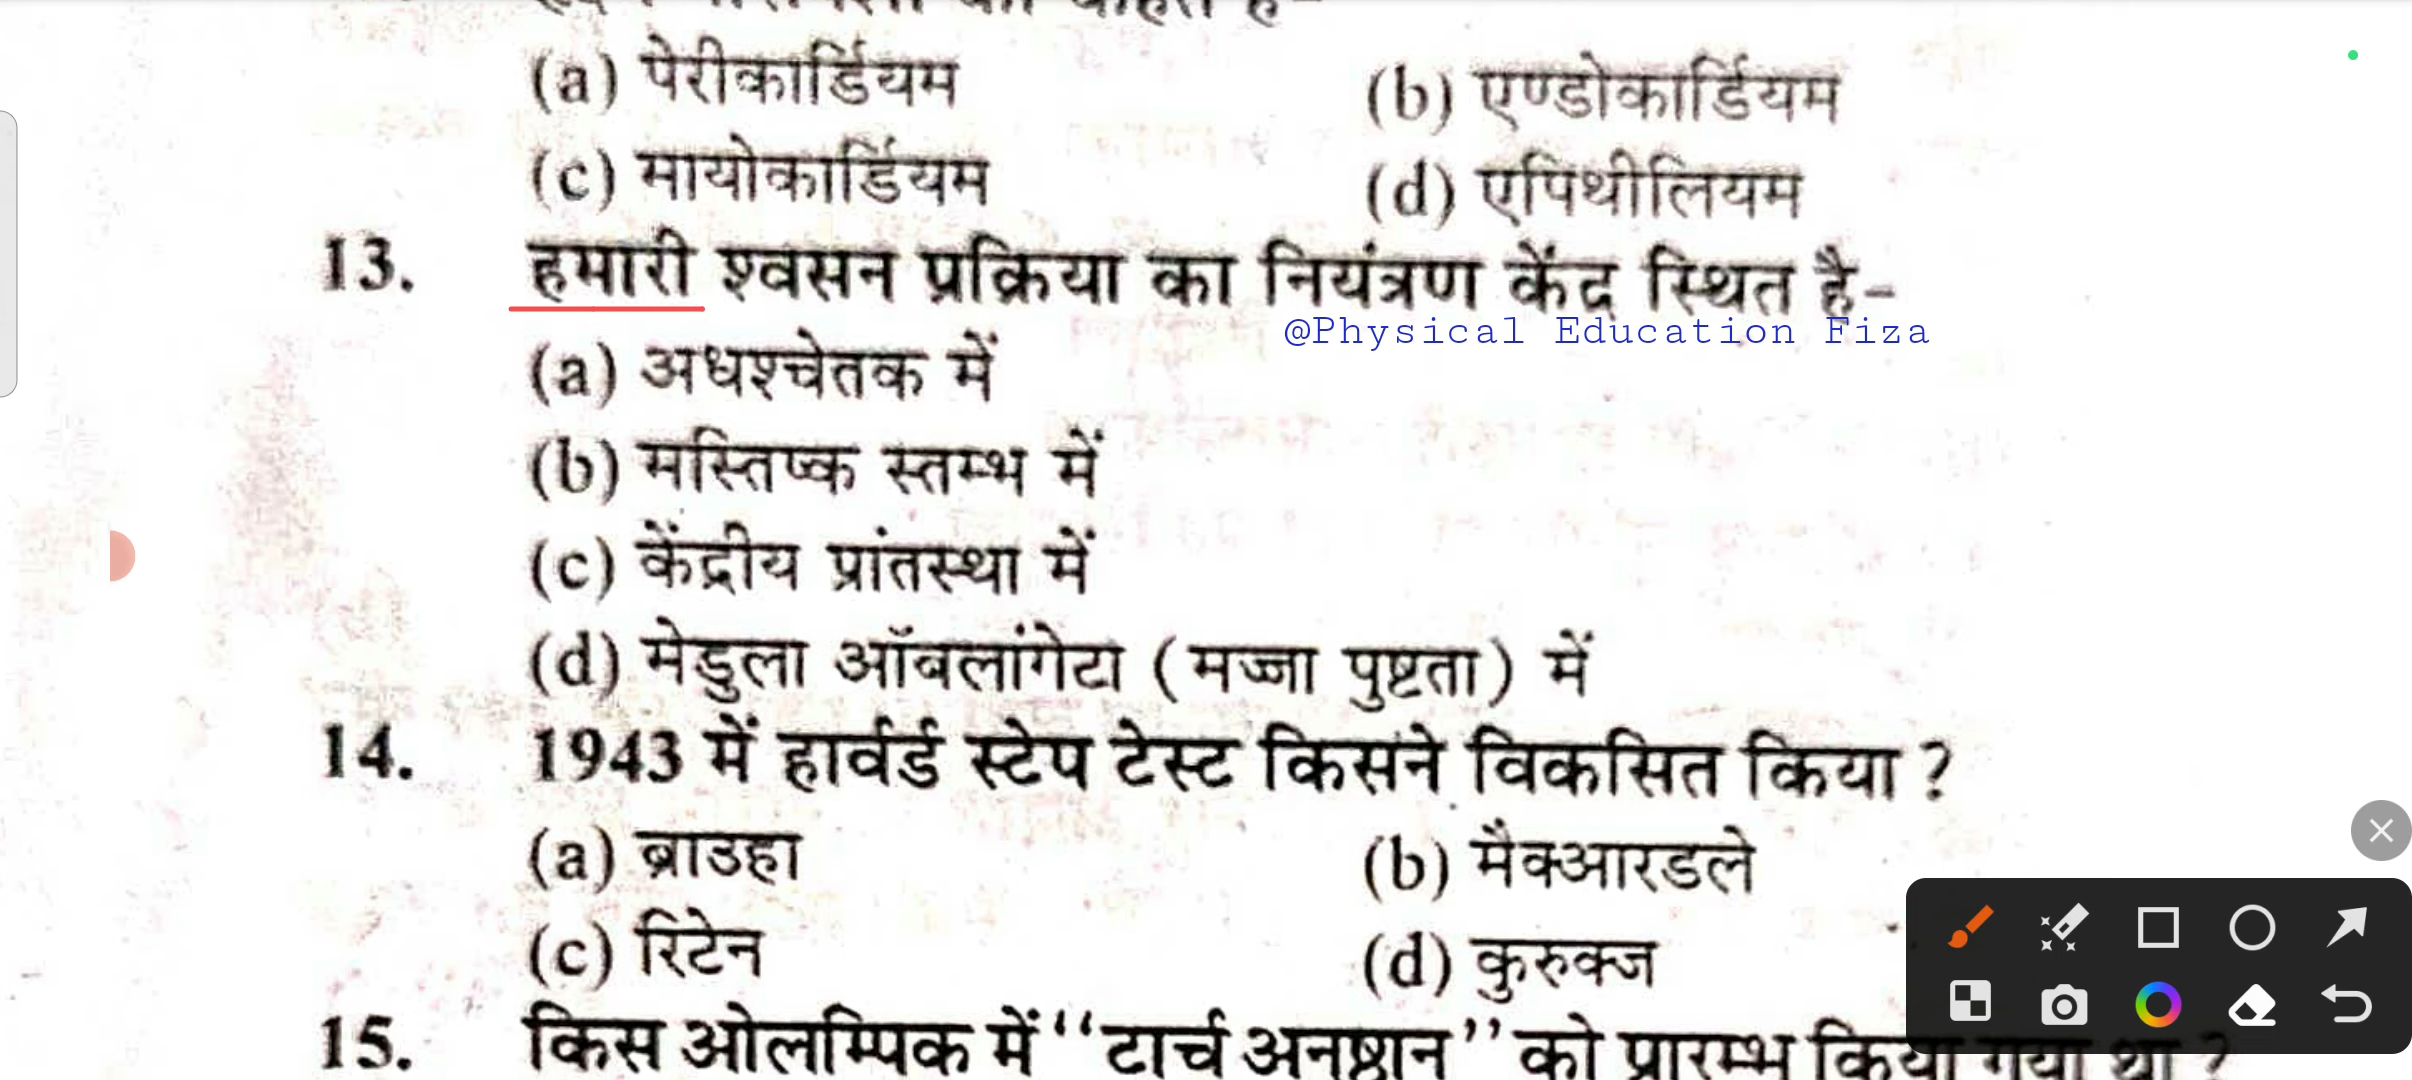 (a) पेरीकार्डियम (b) एण्डोकार्डियम
(c) मायोकार्डियम (d) एपिथीलियम
13. हमारी श्वसन प्रक्रिया का नियंत्रण केंद्र स्थित है-
@Physical Education Fiza
(a) अधश्चेतक में
(b) मस्तिष्क स्तम्भ में
(c) केंद्रीय प्रांतस्था में
(d) मेडुला ऑबलांगेटा (मज्जा पुष्टता) में
14. 1943 में हार्वर्ड स्टेप टेस्ट किसने विकसित किया ?
(a) ब्राउहा (b) मैक्आरडले
(c) रिंटेन (d) कुरुक्ज
15. किस ओलम्पिक में ‘‘टार्च अनुष्ठान’’ को प्रारम्भ किया गया था ?